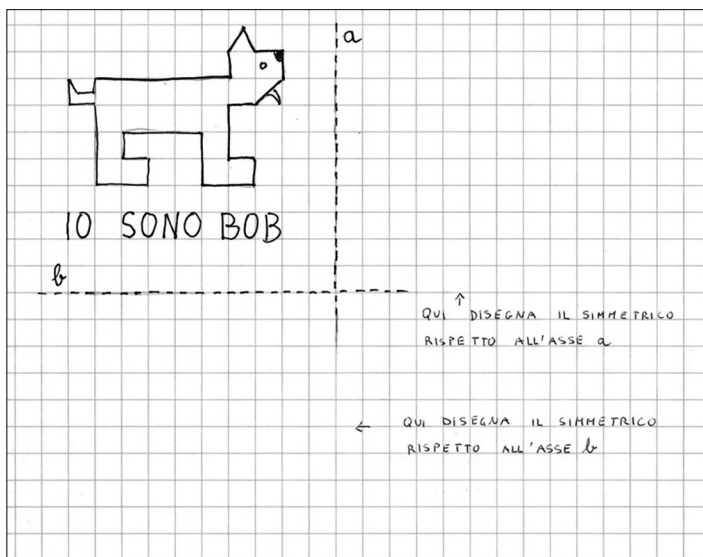 a
IO SONO BOB
b
QUI DISEGNA IL SIMMETRICO
RISPETTO ALL'ASSE a
← QUI DISEGNA IL SIMMETRICO
RISPETTO ALL'ASSE b